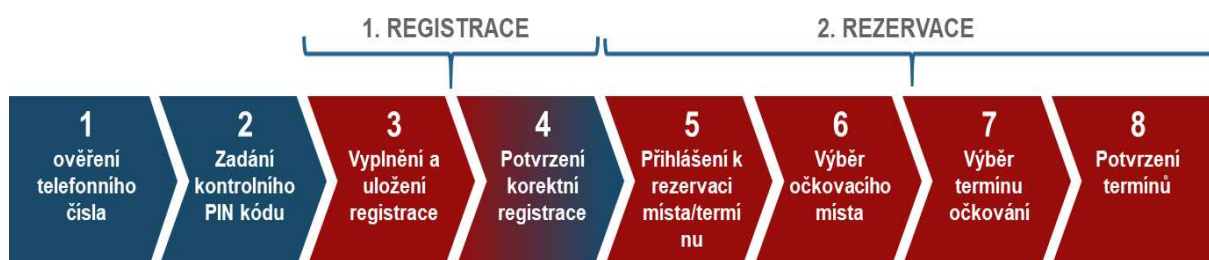 1. REGISTRACE
2. REZERVACE
1
ověření
telefonního
čísla
2
Zadání
kontrolního
PIN kódu
3
Vyplnění a
uložení
registrace
4
Potvrzení
korektní
registrace
5
Přihlášení k
rezervaci
místa/termí
nu
6
Výběr
očkovacího
místa
7
Výběr
termínu
očkování
8
Potvrzení
termínů